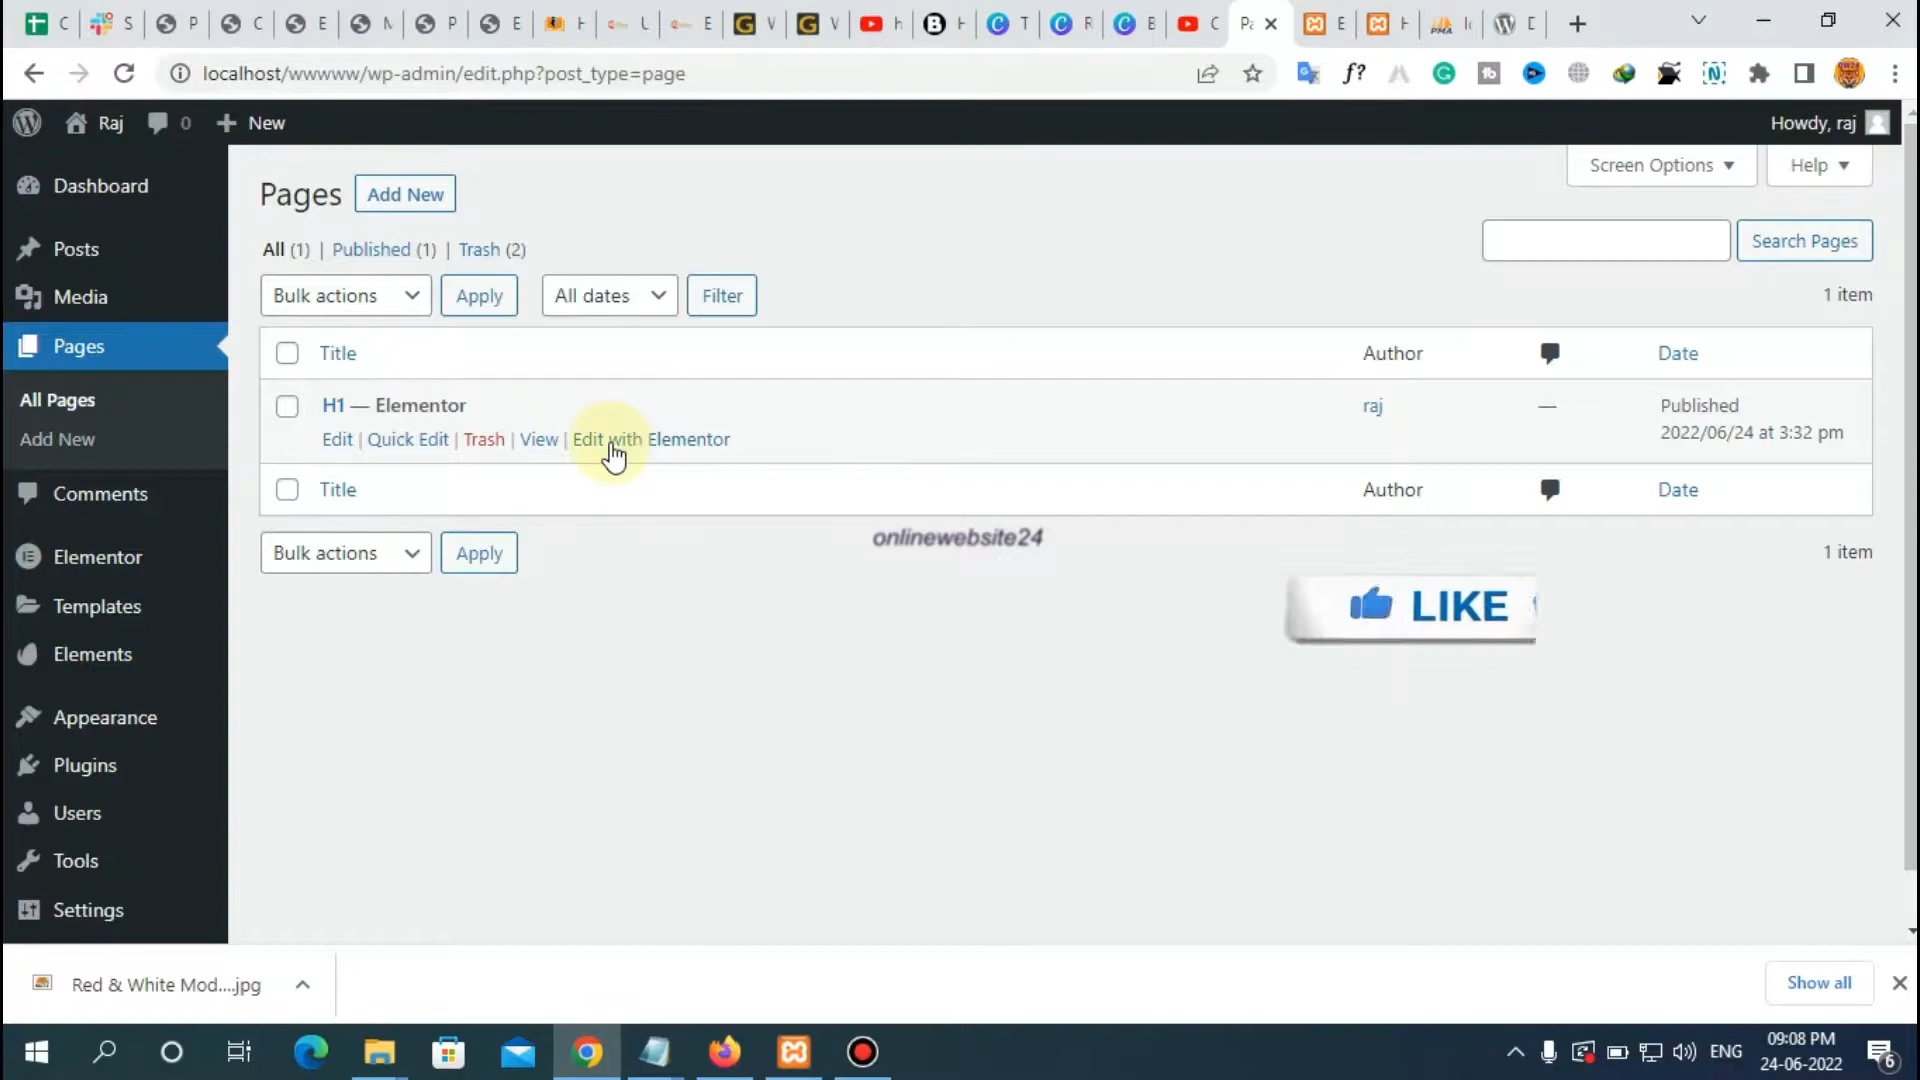 C S P C E M P E H U E V V h H T R B C Pa E H Ic D
localhost/wwwww/wp-admin/edit.php?post_type=page
Raj 0 New Howdy, raj
Screen Options Help
Dashboard
Posts
Media
Pages
All Pages
Add New
Comments
Elementor
Templates
Elements
Appearance
Plugins
Users
Tools
Settings
Pages Add New
All (1) | Published (1) | Trash (2)
Search Pages
Bulk actions Apply All dates Filter
1 item
Title Author Date
H1 — Elementor raj — Published
Edit | Quick Edit | Trash | View | Edit with Elementor 2022/06/24 at 3:32 pm
Title Author Date
Bulk actions Apply
1 item
onlinewebsite24
LIKE
Red & White Mod....jpg Show all
ENG 09:08 PM
24-06-2022
6